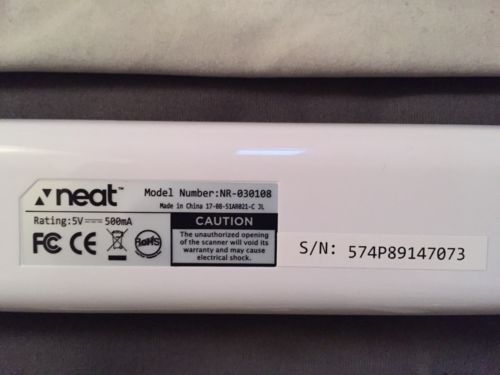 neat™
Model Number:NR-030108
Made in China 17-08-51AR021-C JL
Rating:5V⎓500mA
FC CE RoHS
CAUTION
The unauthorized opening
of the scanner will void its
warranty and may cause
electrical shock.
S/N: 574P89147073